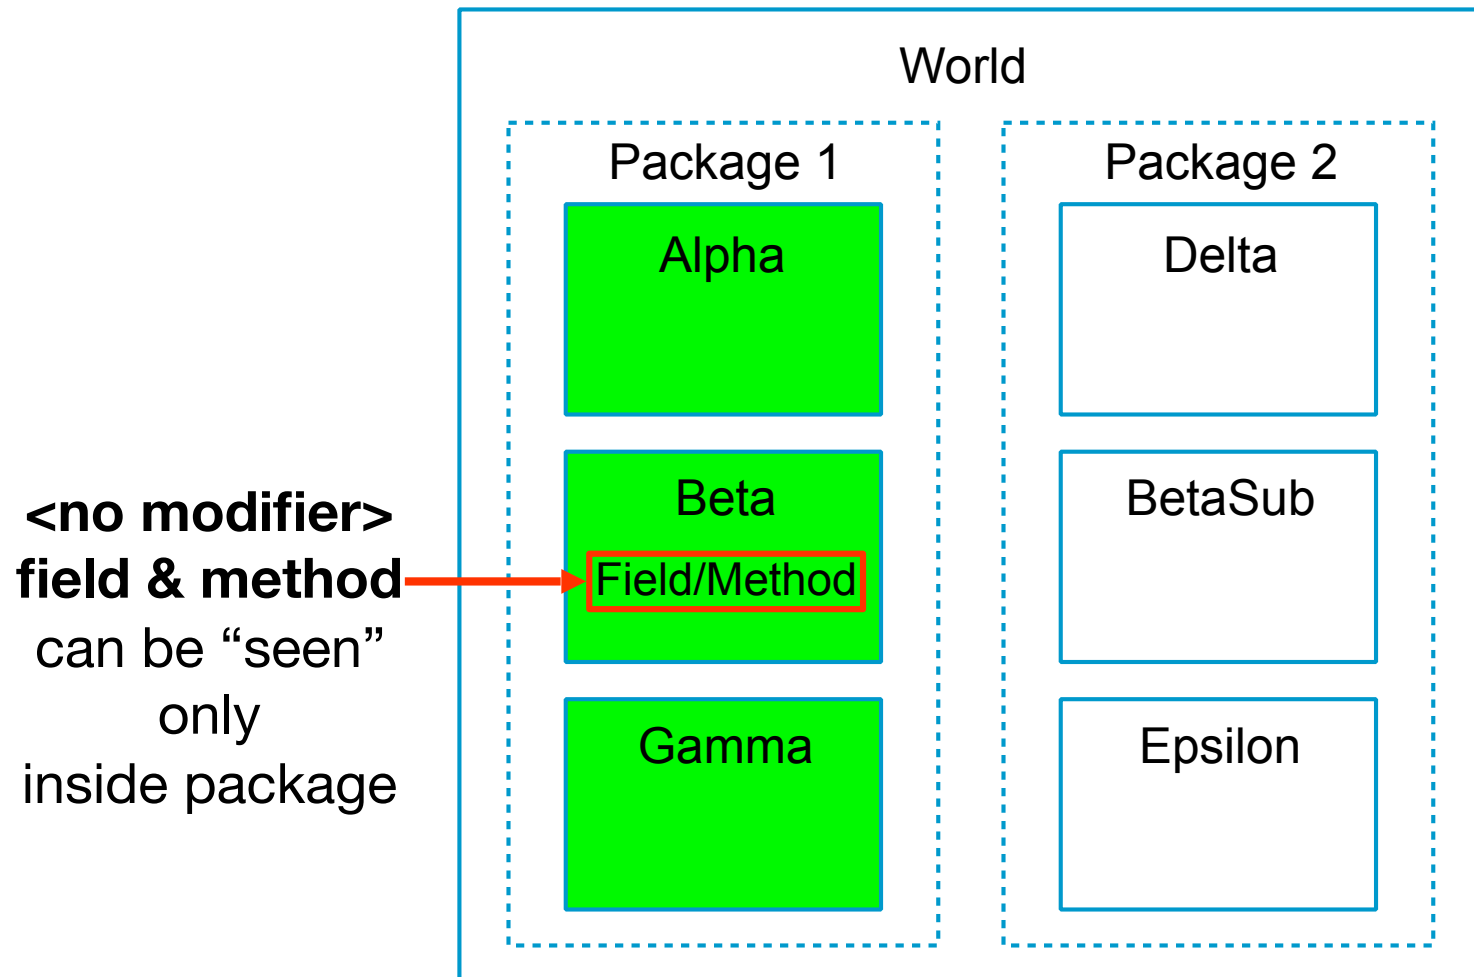 World
Package 1
Alpha
Beta
Field/Method
Gamma
Package 2
Delta
BetaSub
Epsilon
<no modifier>
field & method
can be “seen”
only
inside package